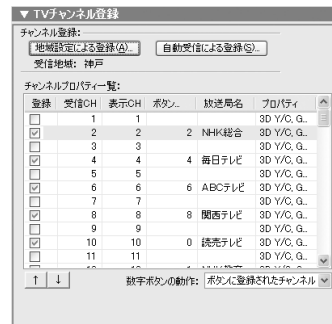 ▼ TVチャンネル登録
チャンネル登録:
地域設定による登録(A)... 自動受信による登録(S)...
受信地域: 神戸
チャンネルプロパティ一覧:
登録 受信CH 表示CH ボタン... 放送局名 プロパティ
1 1 3D Y/C, G...
2 2 2 NHK総合 3D Y/C, G...
3 3 3D Y/C, G...
4 4 4 毎日テレビ 3D Y/C, G...
5 5 3D Y/C, G...
6 6 6 ABCテレビ 3D Y/C, G...
7 7 3D Y/C, G...
8 8 8 関西テレビ 3D Y/C, G...
9 9 3D Y/C, G...
10 10 0 読売テレビ 3D Y/C, G...
11 11 3D Y/C, G...
↑ ↓ 数字ボタンの動作: ボタンに登録されたチャンネル